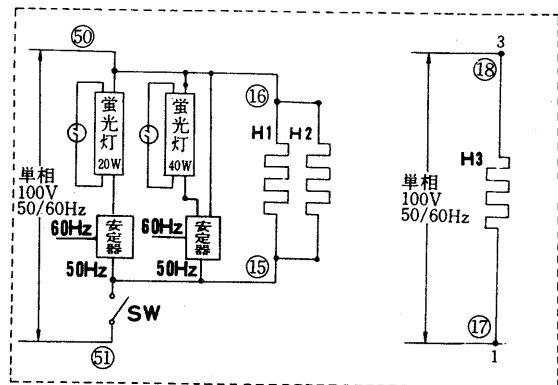 50
単相
100V
50/60Hz
蛍光灯
20W
蛍光灯
40W
60Hz
安定器
50Hz
60Hz
安定器
50Hz
SW
51
16
H1
H2
15
3
18
単相
100V
50/60Hz
H3
17
1